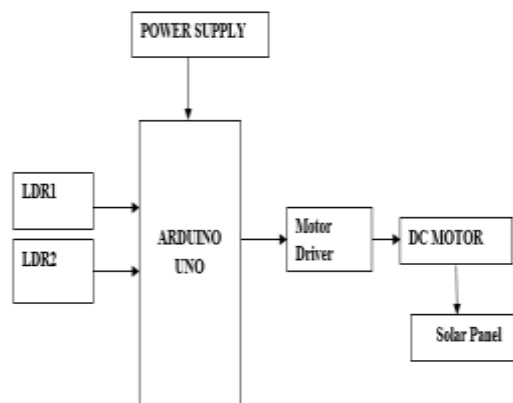 POWER SUPPLY
LDR1
LDR2
ARDUINO
UNO
Motor
Driver
DC MOTOR
Solar Panel